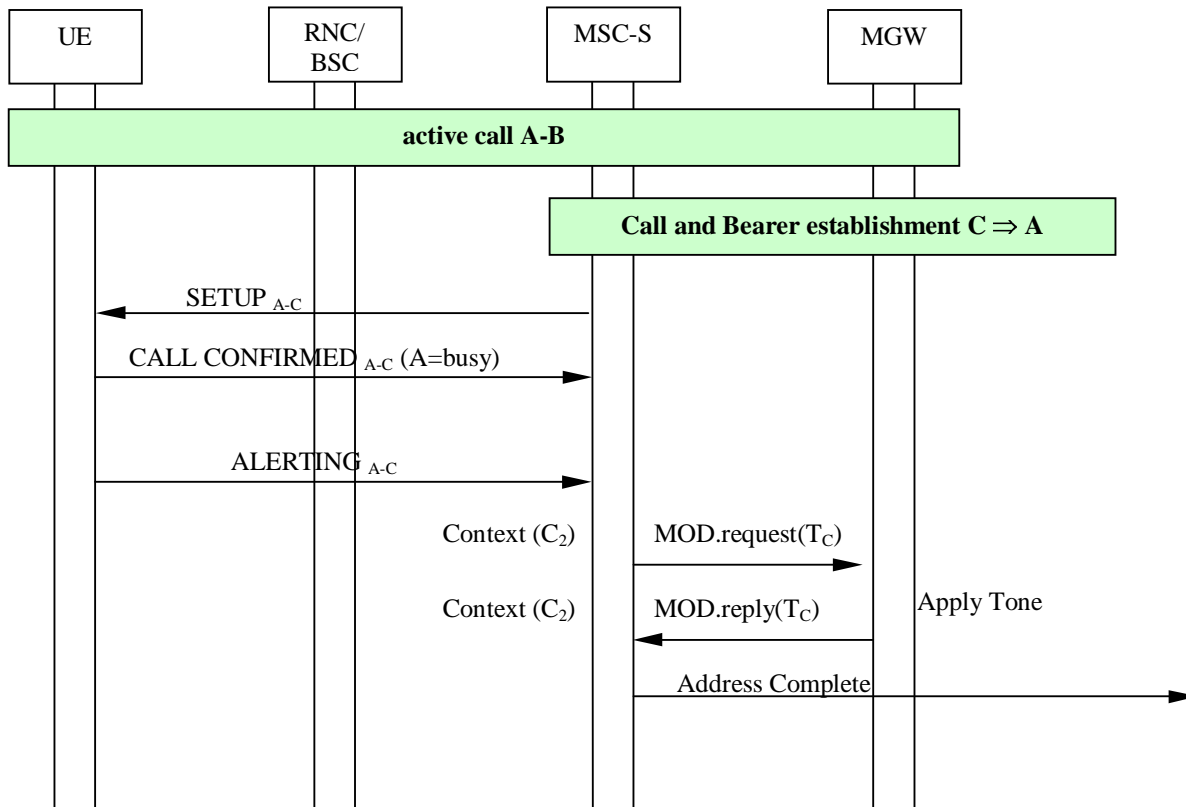 UE
RNC/
BSC
MSC-S
MGW
active call A-B
Call and Bearer establishment C ⇒ A
SETUP A-C
CALL CONFIRMED A-C (A=busy)
ALERTING A-C
Context (C2)
MOD.request(TC)
Context (C2)
MOD.reply(TC)
Apply Tone
Address Complete